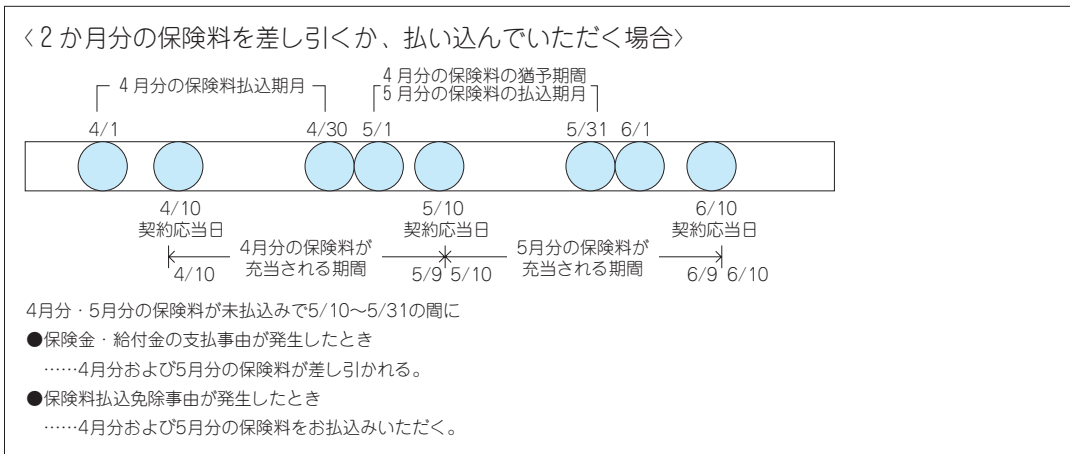 〈2か月分の保険料を差し引くか、払い込んでいただく場合〉
4月分の保険料払込期月
4月分の保険料の猶予期間
5月分の保険料の払込期月
4/1
4/30
5/1
5/31
6/1
4/10
契約応当日
5/10
契約応当日
6/10
契約応当日
4月分の保険料が
充当される期間
5月分の保険料が
充当される期間
4/10
5/9
5/10
6/9
6/10
4月分・5月分の保険料が未払込みで5/10〜5/31の間に
●保険金・給付金の支払事由が発生したとき
……4月分および5月分の保険料が差し引かれる。
●保険料払込免除事由が発生したとき
……4月分および5月分の保険料をお払込みいただく。